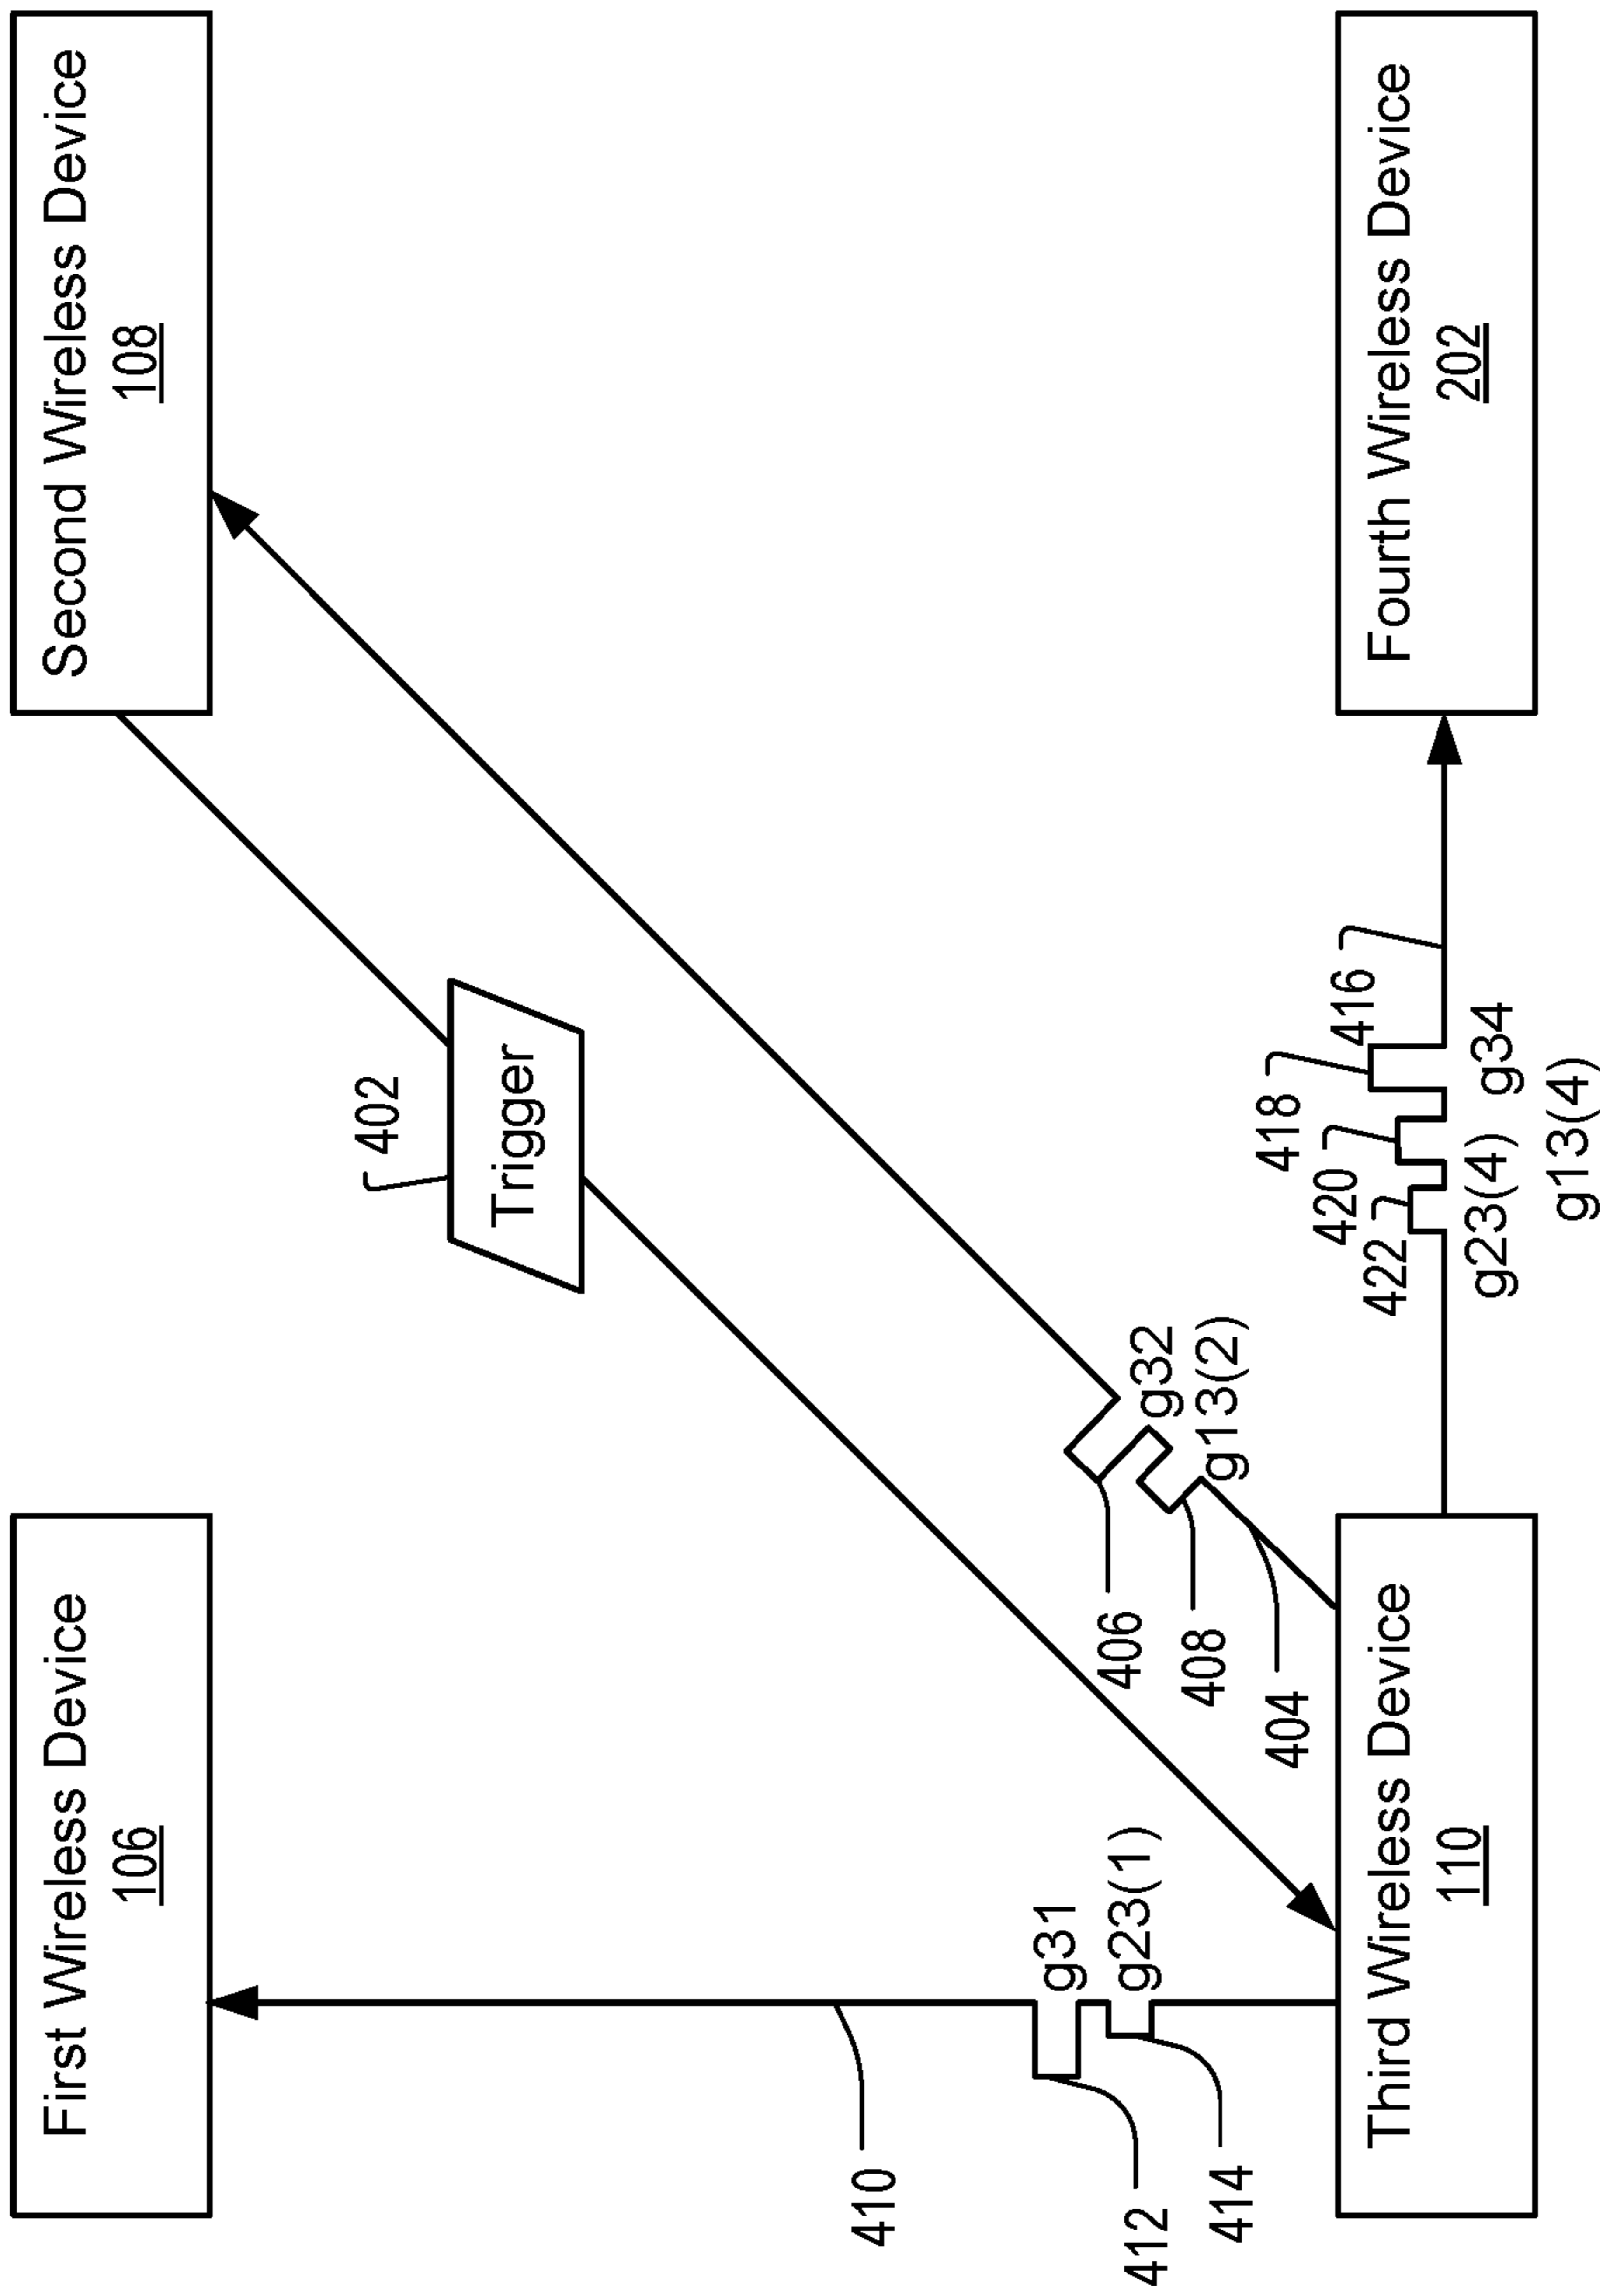 First Wireless Device
106
Second Wireless Device
108
402
Trigger
410
412
414
g31
g23(1)
406
408
404
g32
g13(2)
416
418
420
422
g34
g23(4)
g13(4)
Third Wireless Device
110
Fourth Wireless Device
202